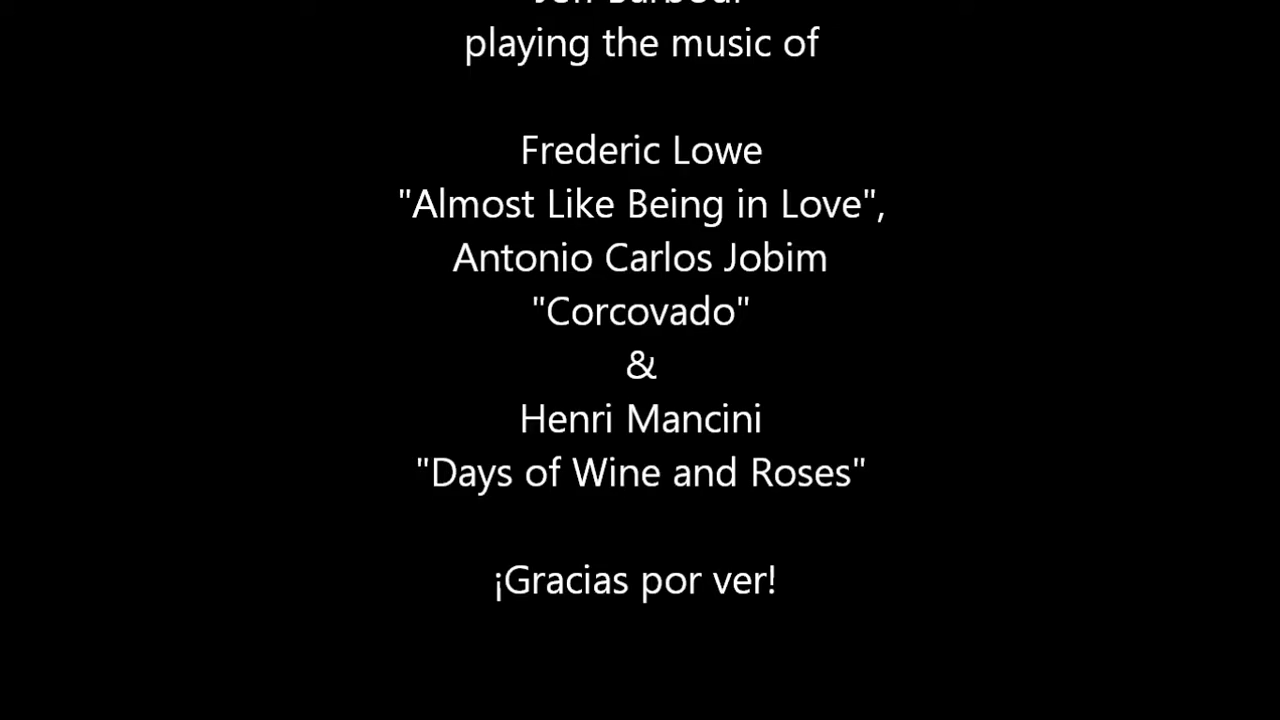 playing the music of
Frederic Lowe
"Almost Like Being in Love",
Antonio Carlos Jobim
"Corcovado"
&
Henri Mancini
"Days of Wine and Roses"
¡Gracias por ver!